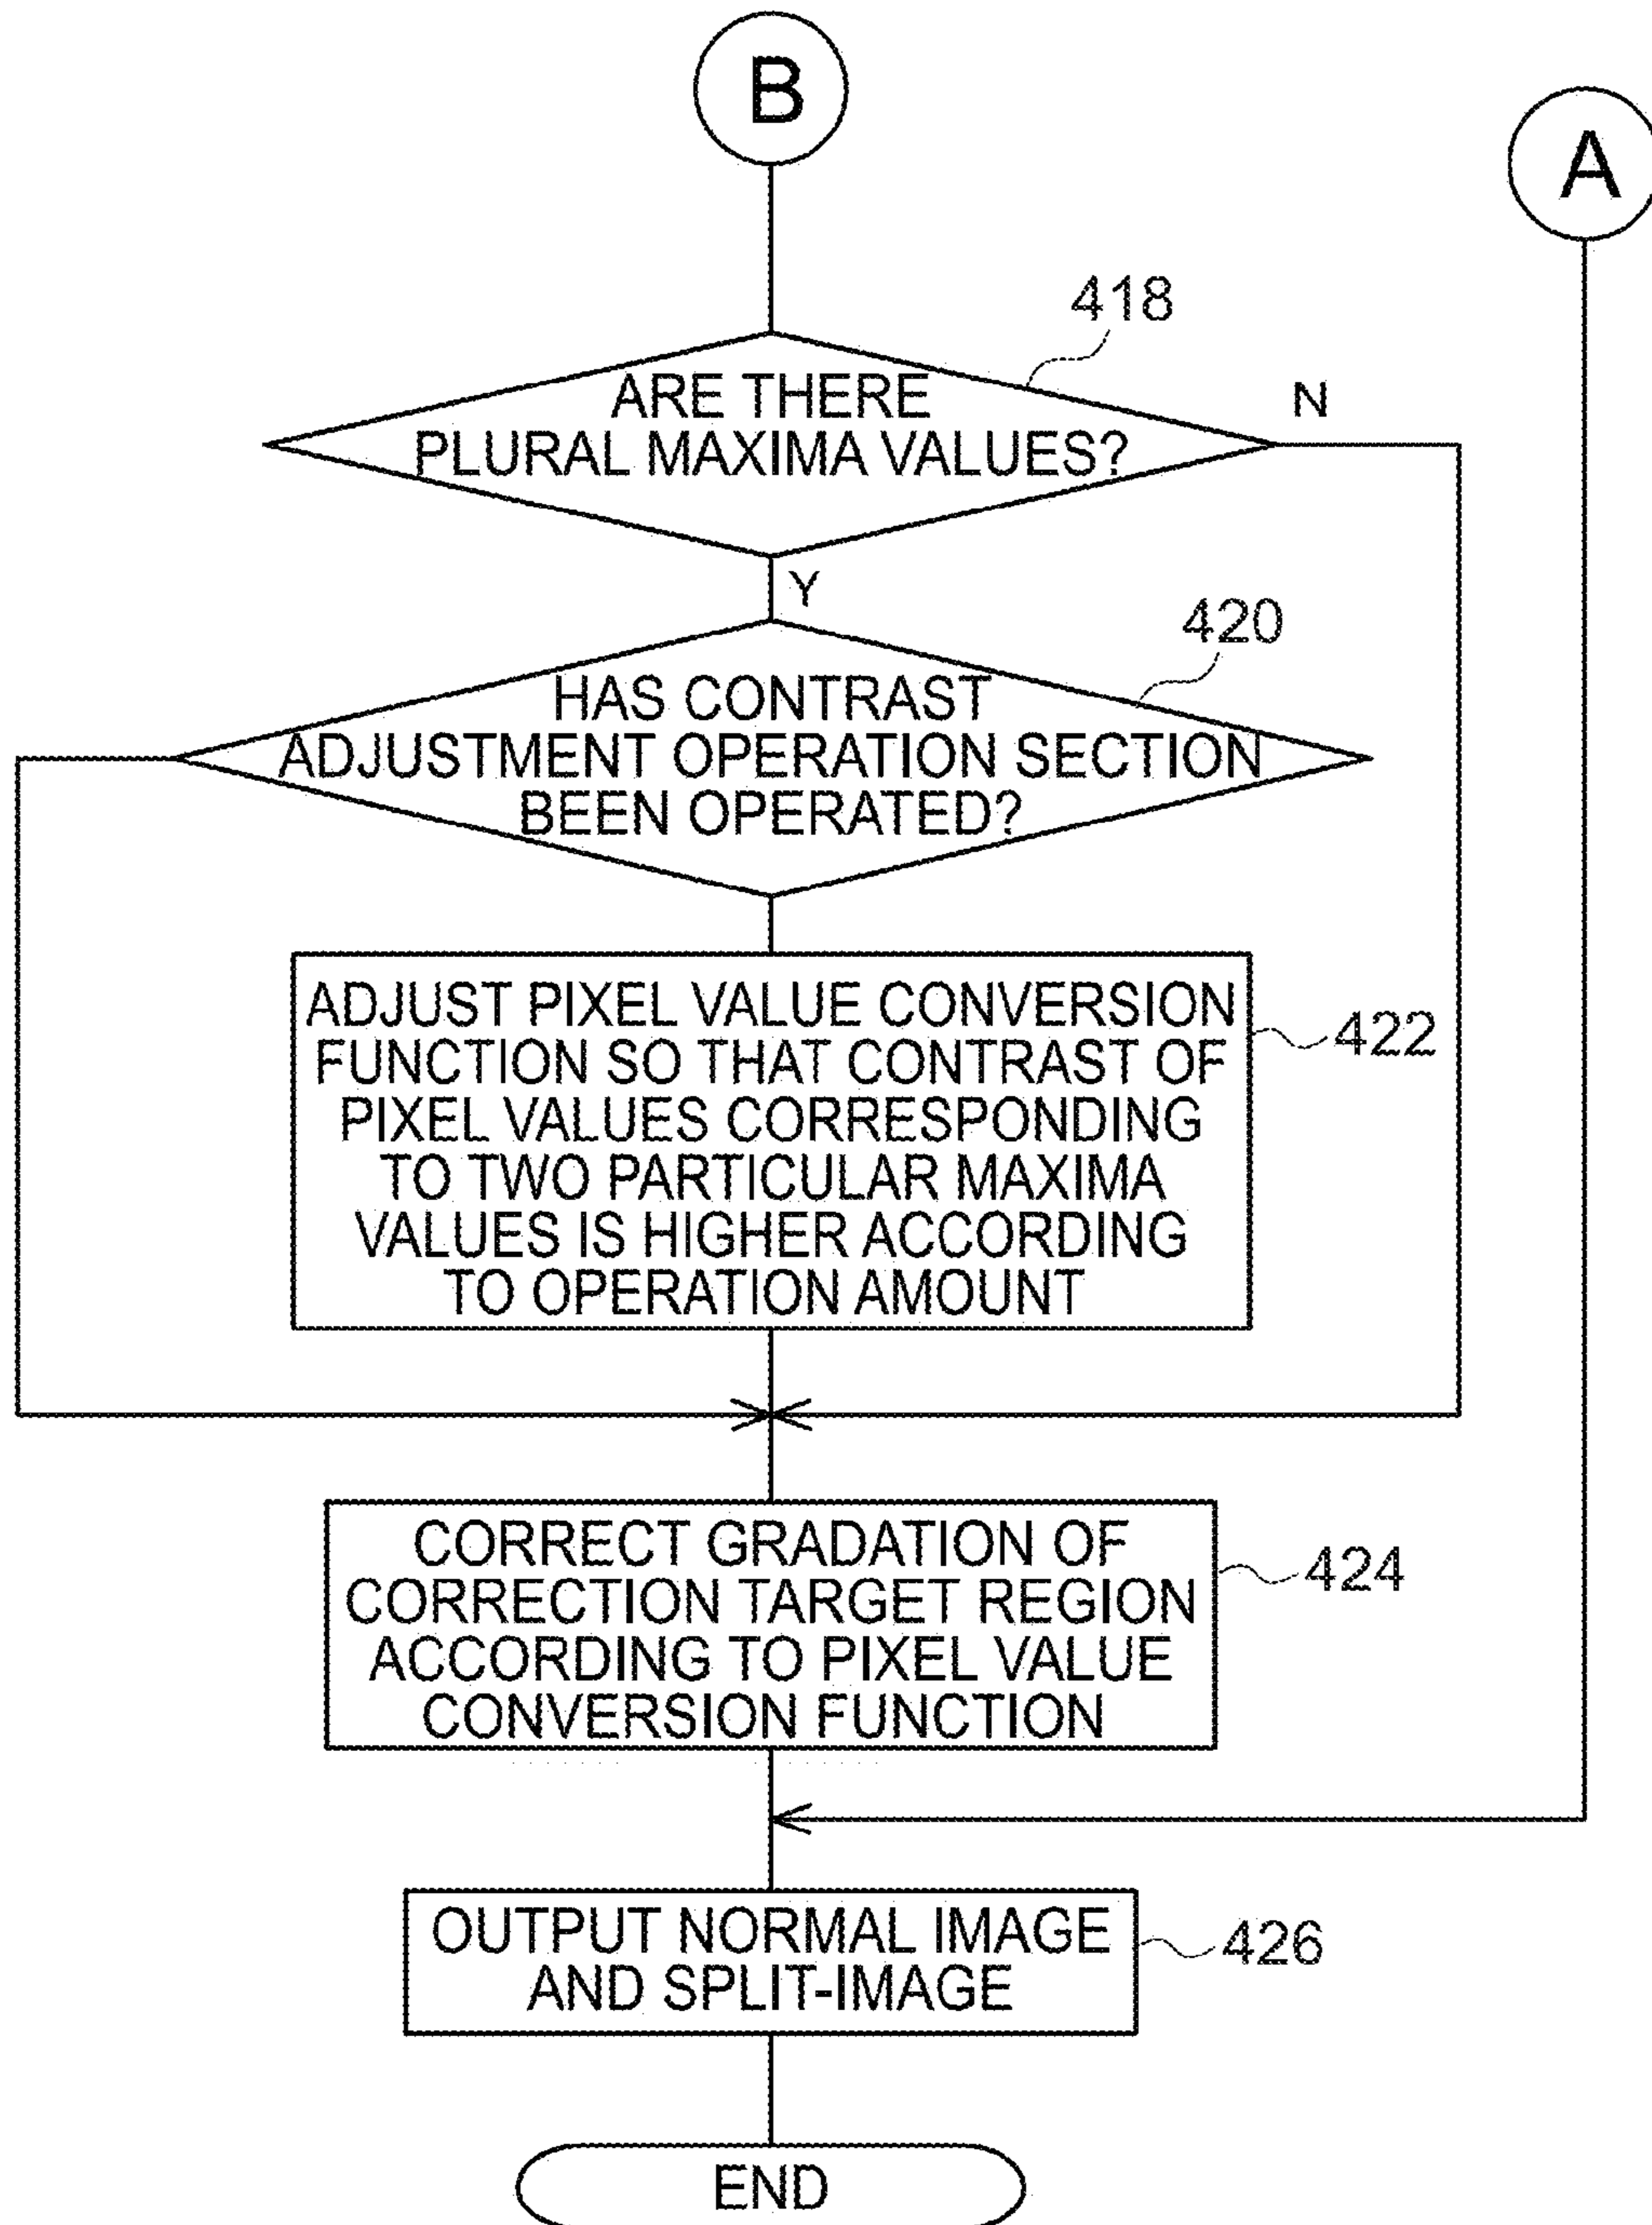 B
A
418
ARE THERE
PLURAL MAXIMA VALUES?
N
Y
420
HAS CONTRAST
ADJUSTMENT OPERATION SECTION
BEEN OPERATED?
ADJUST PIXEL VALUE CONVERSION
FUNCTION SO THAT CONTRAST OF
PIXEL VALUES CORRESPONDING
TO TWO PARTICULAR MAXIMA
VALUES IS HIGHER ACCORDING
TO OPERATION AMOUNT
422
CORRECT GRADATION OF
CORRECTION TARGET REGION
ACCORDING TO PIXEL VALUE
CONVERSION FUNCTION
424
OUTPUT NORMAL IMAGE
AND SPLIT-IMAGE
426
END